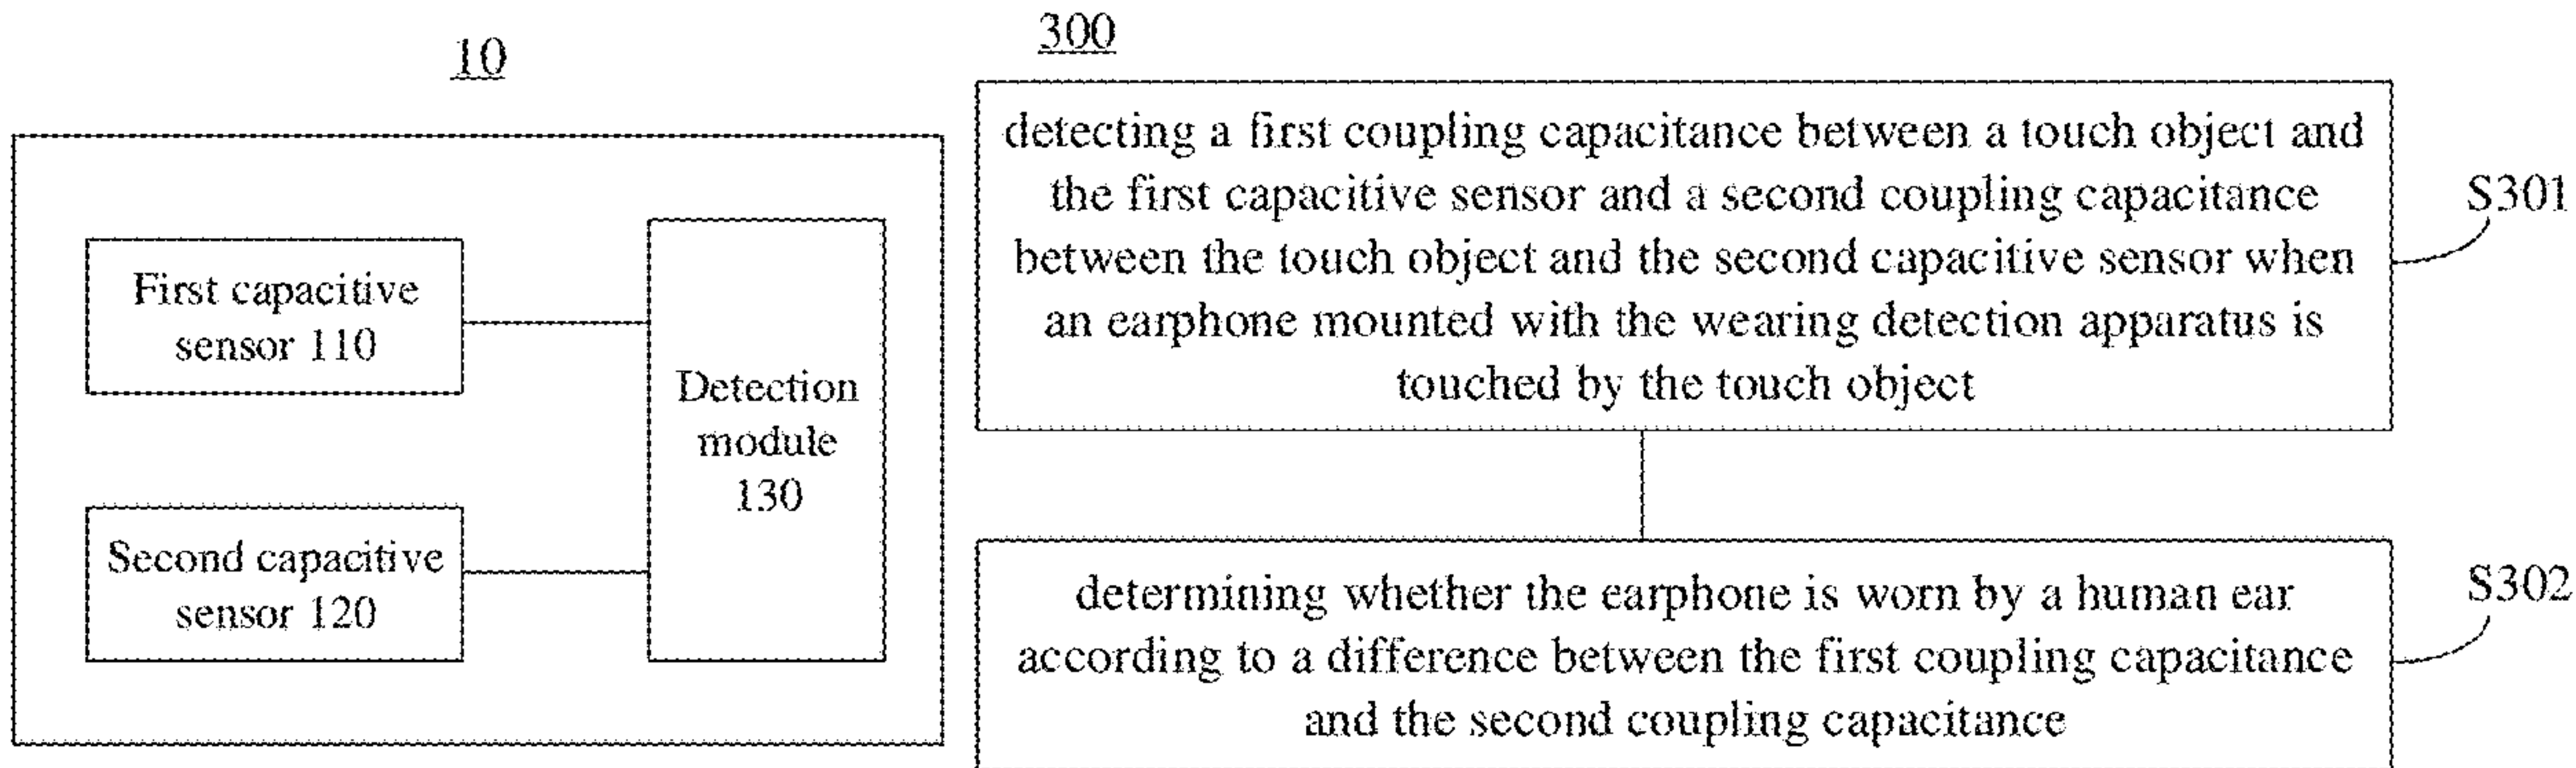 10
First capacitive
sensor 110
Second capacitive
sensor 120
Detection
module
130
300
detecting a first coupling capacitance between a touch object and
the first capacitive sensor and a second coupling capacitance
between the touch object and the second capacitive sensor when
an earphone mounted with the wearing detection apparatus is
touched by the touch object
S301
determining whether the earphone is worn by a human ear
according to a difference between the first coupling capacitance
and the second coupling capacitance
S302